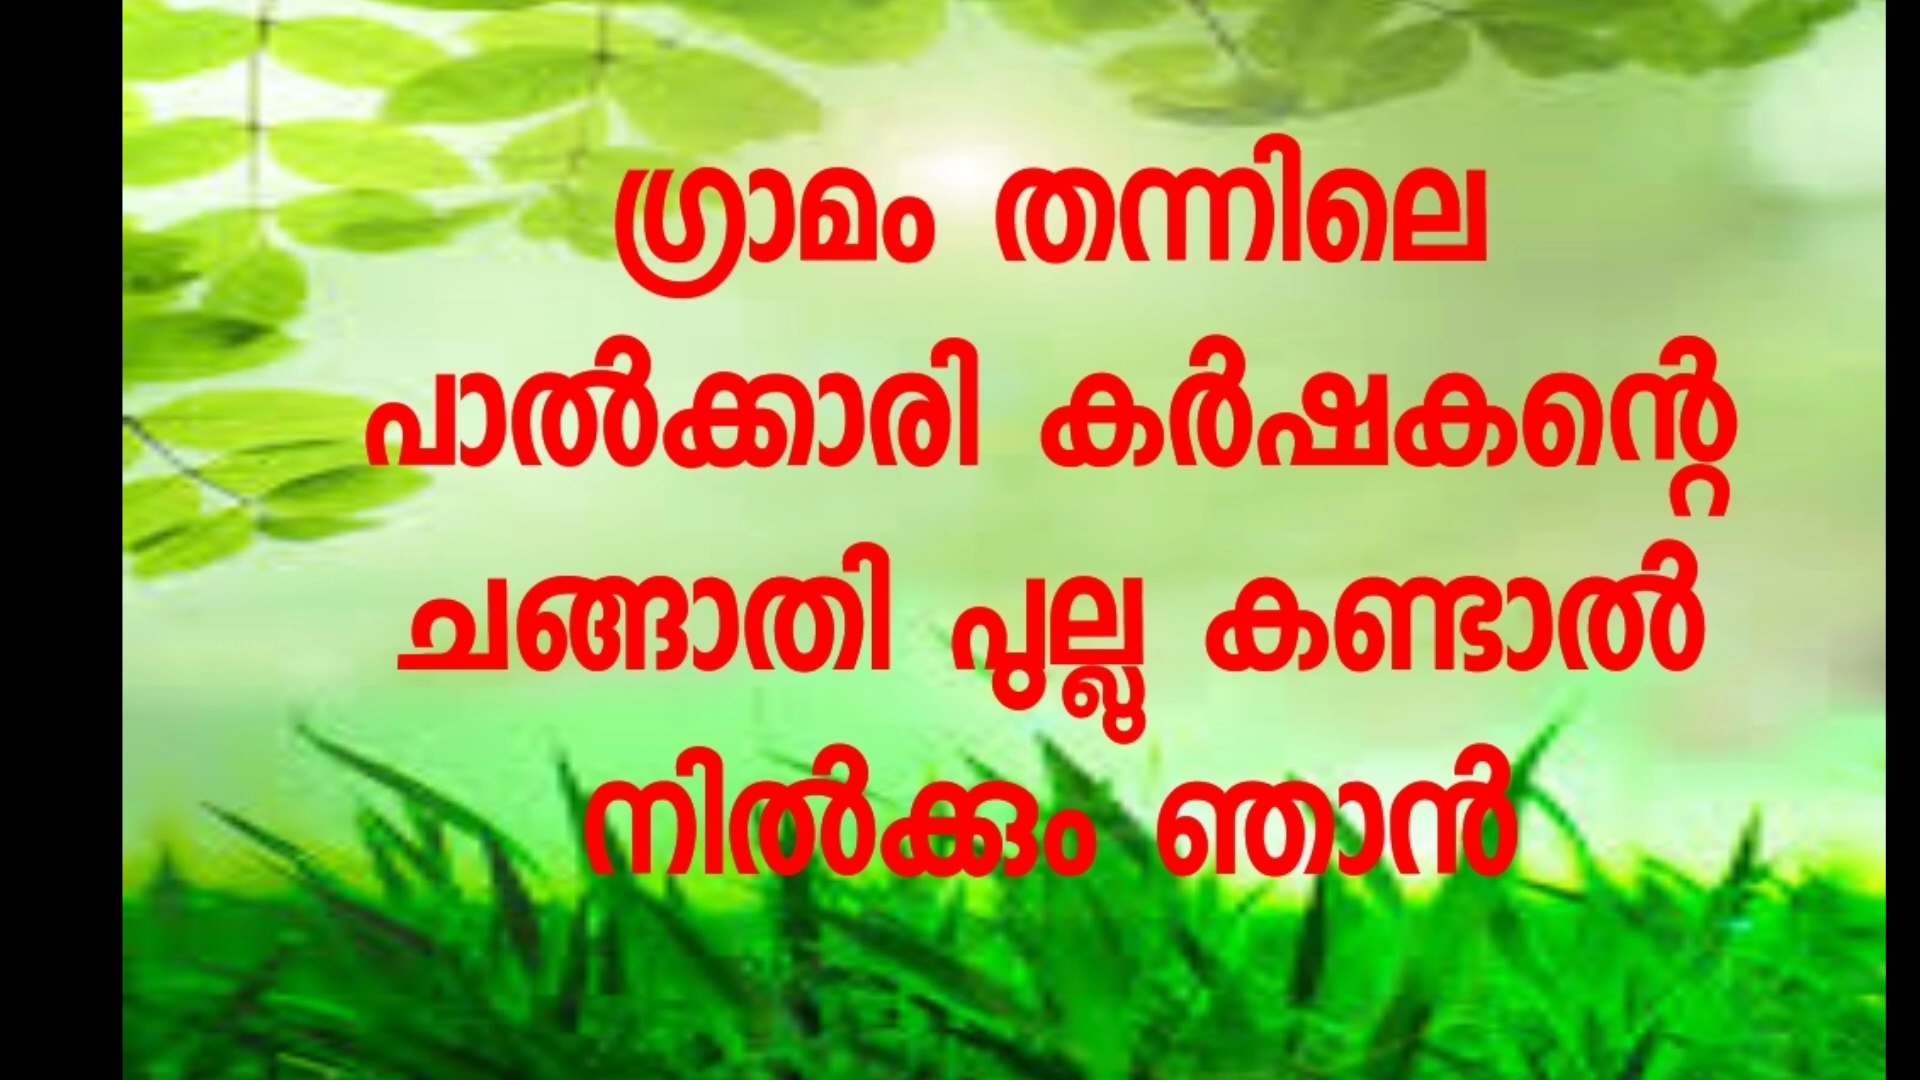 ഗ്രാമം തന്നിലെ
പാൽക്കാരി കർഷകന്റെ
ചങ്ങാതി പുല്ലു കണ്ടാൽ
നിൽക്കും ഞാൻ